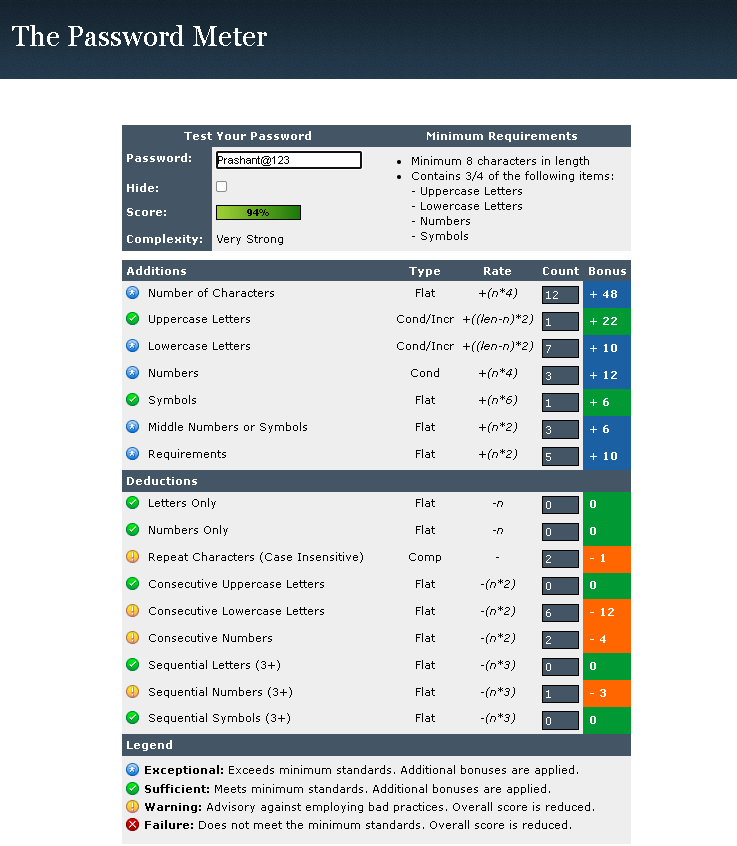 The Password Meter
Test Your Password
Minimum Requirements
Password: Prashant@123
Hide:
Score: 94%
Complexity: Very Strong
• Minimum 8 characters in length
• Contains 3/4 of the following items:
- Uppercase Letters
- Lowercase Letters
- Numbers
- Symbols
Additions Type Rate Count Bonus
Number of Characters Flat +(n*4) 12 + 48
Uppercase Letters Cond/Incr +((len-n)*2) 1 + 22
Lowercase Letters Cond/Incr +((len-n)*2) 7 + 10
Numbers Cond +(n*4) 3 + 12
Symbols Flat +(n*6) 1 + 6
Middle Numbers or Symbols Flat +(n*2) 3 + 6
Requirements Flat +(n*2) 5 + 10
Deductions
Letters Only Flat -n 0 0
Numbers Only Flat -n 0 0
Repeat Characters (Case Insensitive) Comp - 2 - 1
Consecutive Uppercase Letters Flat -(n*2) 0 0
Consecutive Lowercase Letters Flat -(n*2) 6 - 12
Consecutive Numbers Flat -(n*2) 2 - 4
Sequential Letters (3+) Flat -(n*3) 0 0
Sequential Numbers (3+) Flat -(n*3) 1 - 3
Sequential Symbols (3+) Flat -(n*3) 0 0
Legend
Exceptional: Exceeds minimum standards. Additional bonuses are applied.
Sufficient: Meets minimum standards. Additional bonuses are applied.
Warning: Advisory against employing bad practices. Overall score is reduced.
Failure: Does not meet the minimum standards. Overall score is reduced.